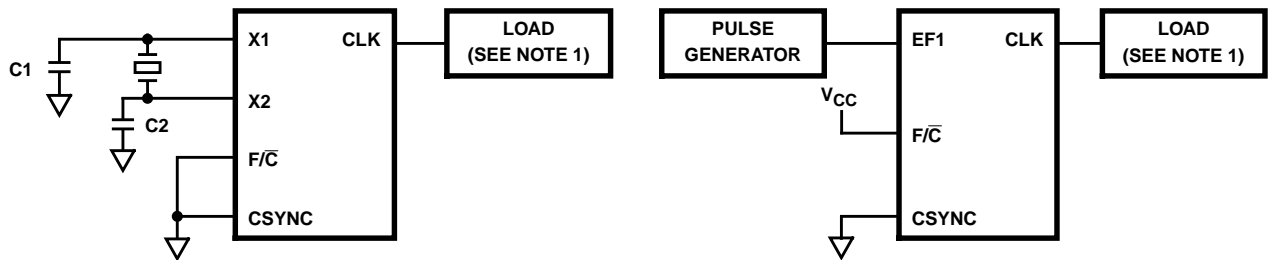 X1 CLK
LOAD
(SEE NOTE 1)
C1
X2
C2
F/C̅
CSYNC
PULSE
GENERATOR
EF1 CLK
LOAD
(SEE NOTE 1)
VCC
F/C̅
CSYNC